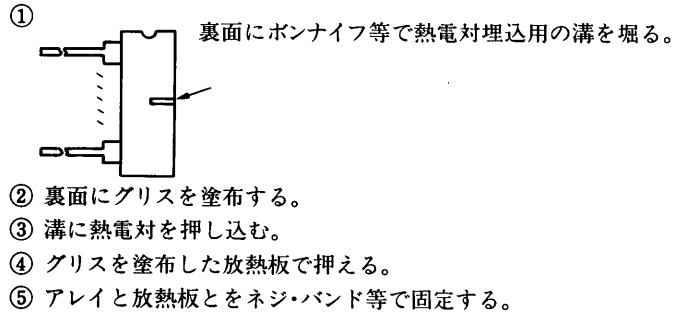 ①
裏面にボンナイフ等で熱電対埋込用の溝を堀る。
② 裏面にグリスを塗布する。
③ 溝に熱電対を押し込む。
④ グリスを塗布した放熱板で押える。
⑤ アレイと放熱板とをネジ・バンド等で固定する。